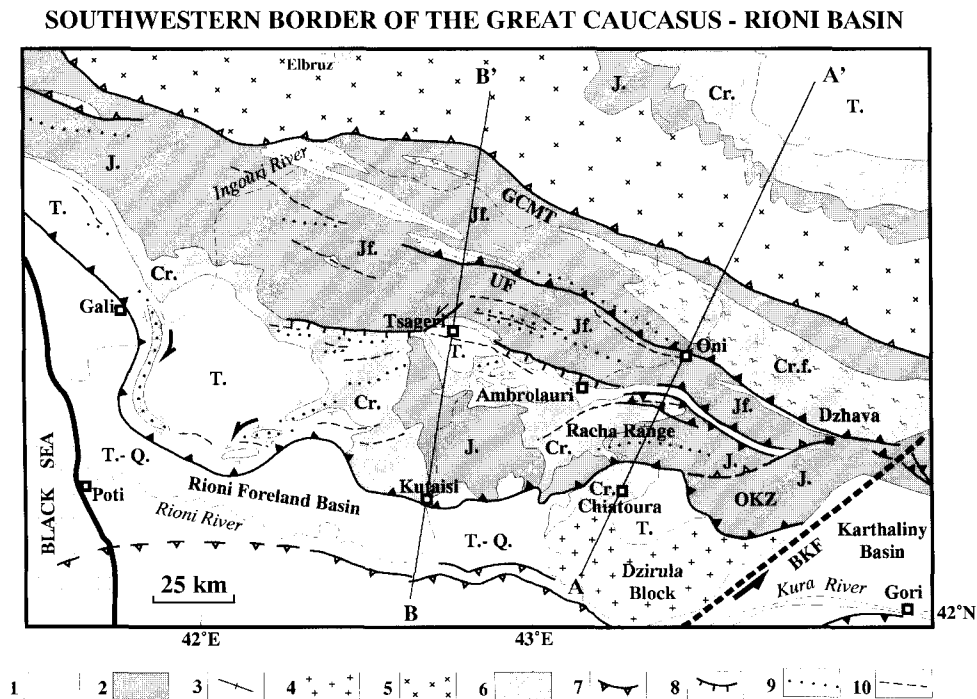 SOUTHWESTERN BORDER OF THE GREAT CAUCASUS - RIONI BASIN
Elbruz
B'
A'
J.
Cr.
T.
J.
Ingouri River
GCMT
Jf.
T.
Jf.
Cr.
UF
Gali
Tsageri
Jf.
Oni
T.
T.
Cr.f.
Ambrolauri
Cr.
Jf.
Dzhava
Racha Range
BLACK SEA
T.- Q.
J.
Cr.
J.
J.
Poti
Rioni Foreland Basin
Kutaisi
Cr.
Chiatoura
OKZ
Rioni River
T.
Karthaliny
Basin
T.- Q.
BKF
Dzirula
Block
25 km
A
Kura River
Gori
B
42°N
42°E
43°E
1 2 3 4 5 6 7 8 9 10